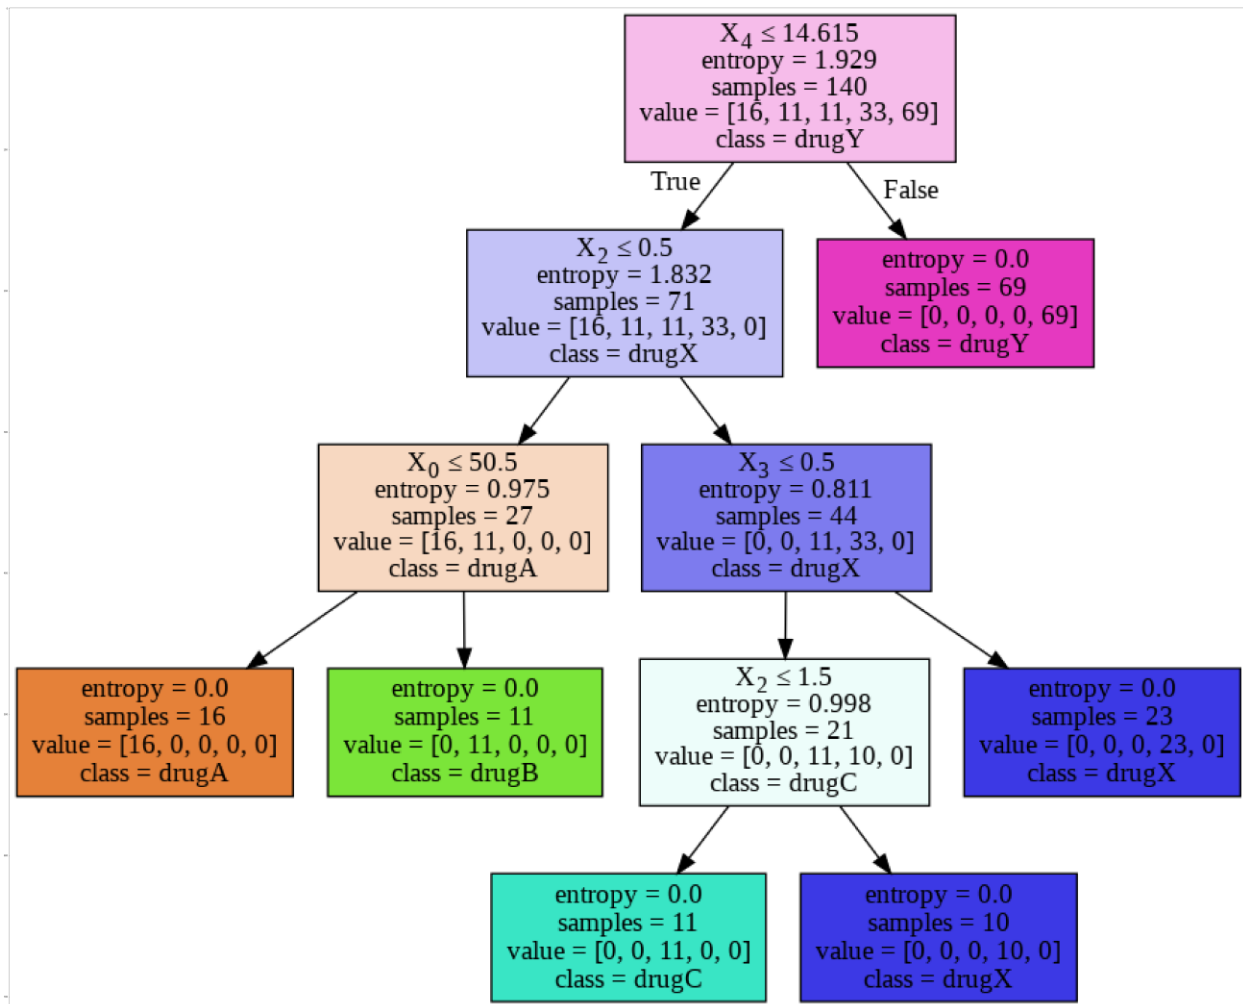 X₄ ≤ 14.615
entropy = 1.929
samples = 140
value = [16, 11, 11, 33, 69]
class = drugY
True
False
X₂ ≤ 0.5
entropy = 1.832
samples = 71
value = [16, 11, 11, 33, 0]
class = drugX
entropy = 0.0
samples = 69
value = [0, 0, 0, 0, 69]
class = drugY
X₀ ≤ 50.5
entropy = 0.975
samples = 27
value = [16, 11, 0, 0, 0]
class = drugA
X₃ ≤ 0.5
entropy = 0.811
samples = 44
value = [0, 0, 11, 33, 0]
class = drugX
entropy = 0.0
samples = 16
value = [16, 0, 0, 0, 0]
class = drugA
entropy = 0.0
samples = 11
value = [0, 11, 0, 0, 0]
class = drugB
X₂ ≤ 1.5
entropy = 0.998
samples = 21
value = [0, 0, 11, 10, 0]
class = drugC
entropy = 0.0
samples = 23
value = [0, 0, 0, 23, 0]
class = drugX
entropy = 0.0
samples = 11
value = [0, 0, 11, 0, 0]
class = drugC
entropy = 0.0
samples = 10
value = [0, 0, 0, 10, 0]
class = drugX